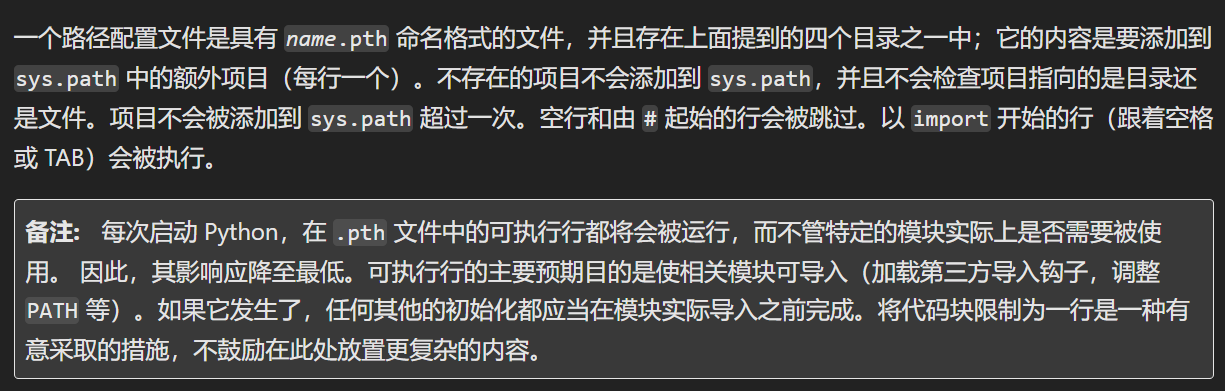 一个路径配置文件是具有 name.pth 命名格式的文件，并且存在上面提到的四个目录之一中；它的内容是要添加到
sys.path 中的额外项目（每行一个）。不存在的项目不会添加到 sys.path，并且不会检查项目指向的是目录还
是文件。项目不会被添加到 sys.path 超过一次。空行和由 # 起始的行会被跳过。以 import 开始的行（跟着空格
或 TAB）会被执行。
备注: 每次启动 Python，在 .pth 文件中的可执行行都将会被运行，而不管特定的模块实际上是否需要被使
用。 因此，其影响应降至最低。可执行行的主要预期目的是使相关模块可导入（加载第三方导入钩子，调整
PATH 等）。如果它发生了，任何其他的初始化都应当在模块实际导入之前完成。将代码块限制为一行是一种有
意采取的措施，不鼓励在此处放置更复杂的内容。